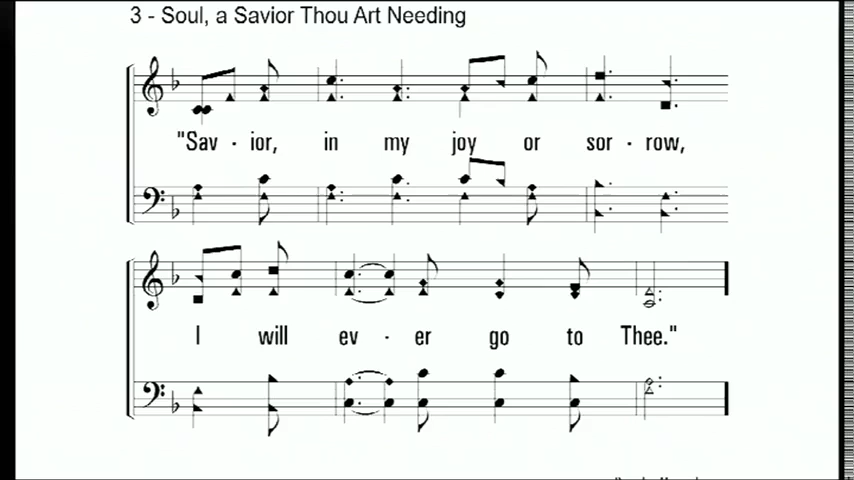 3 - Soul, a Savior Thou Art Needing
"Sav - ior, in my joy or sor - row,
I will ev - er go to Thee."